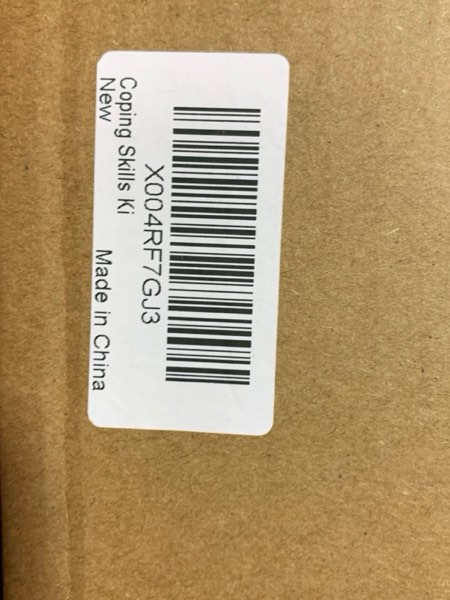 X004RF7GJ3
Coping Skills Ki
New Made in China